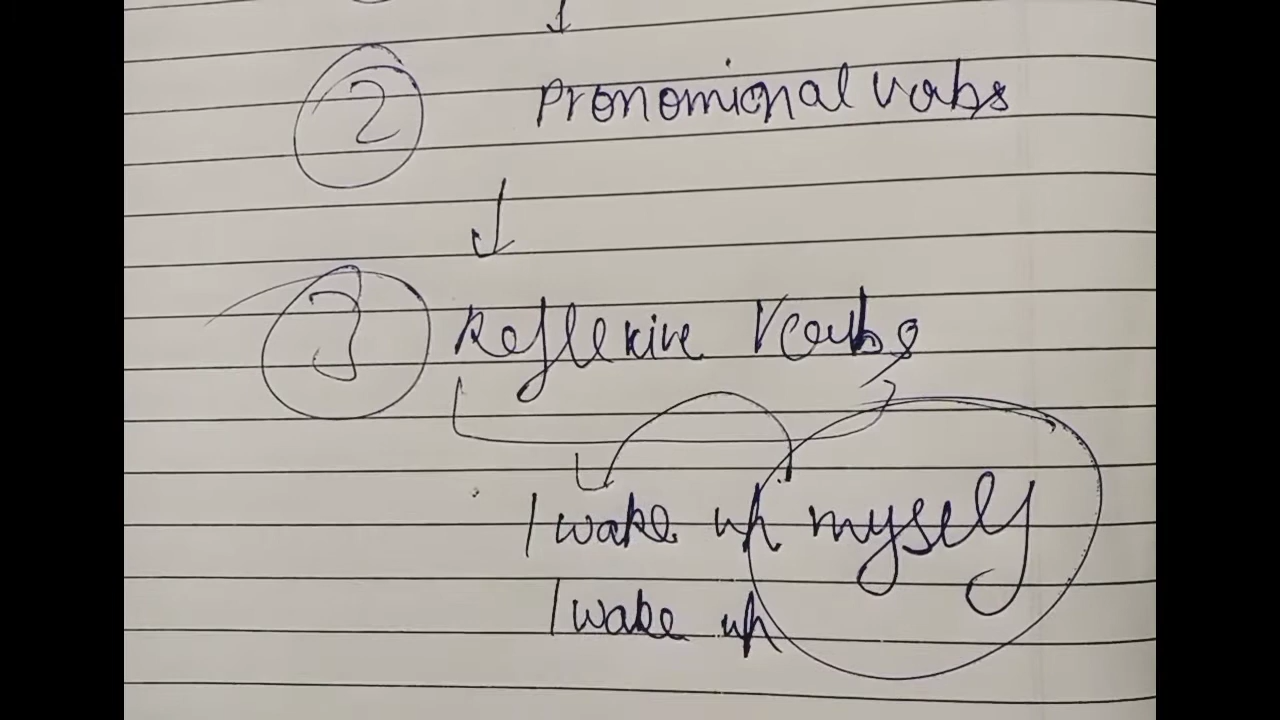 2 Pronomional Verbs
3 Reflexive Verbs
I wake up myself
I wake up